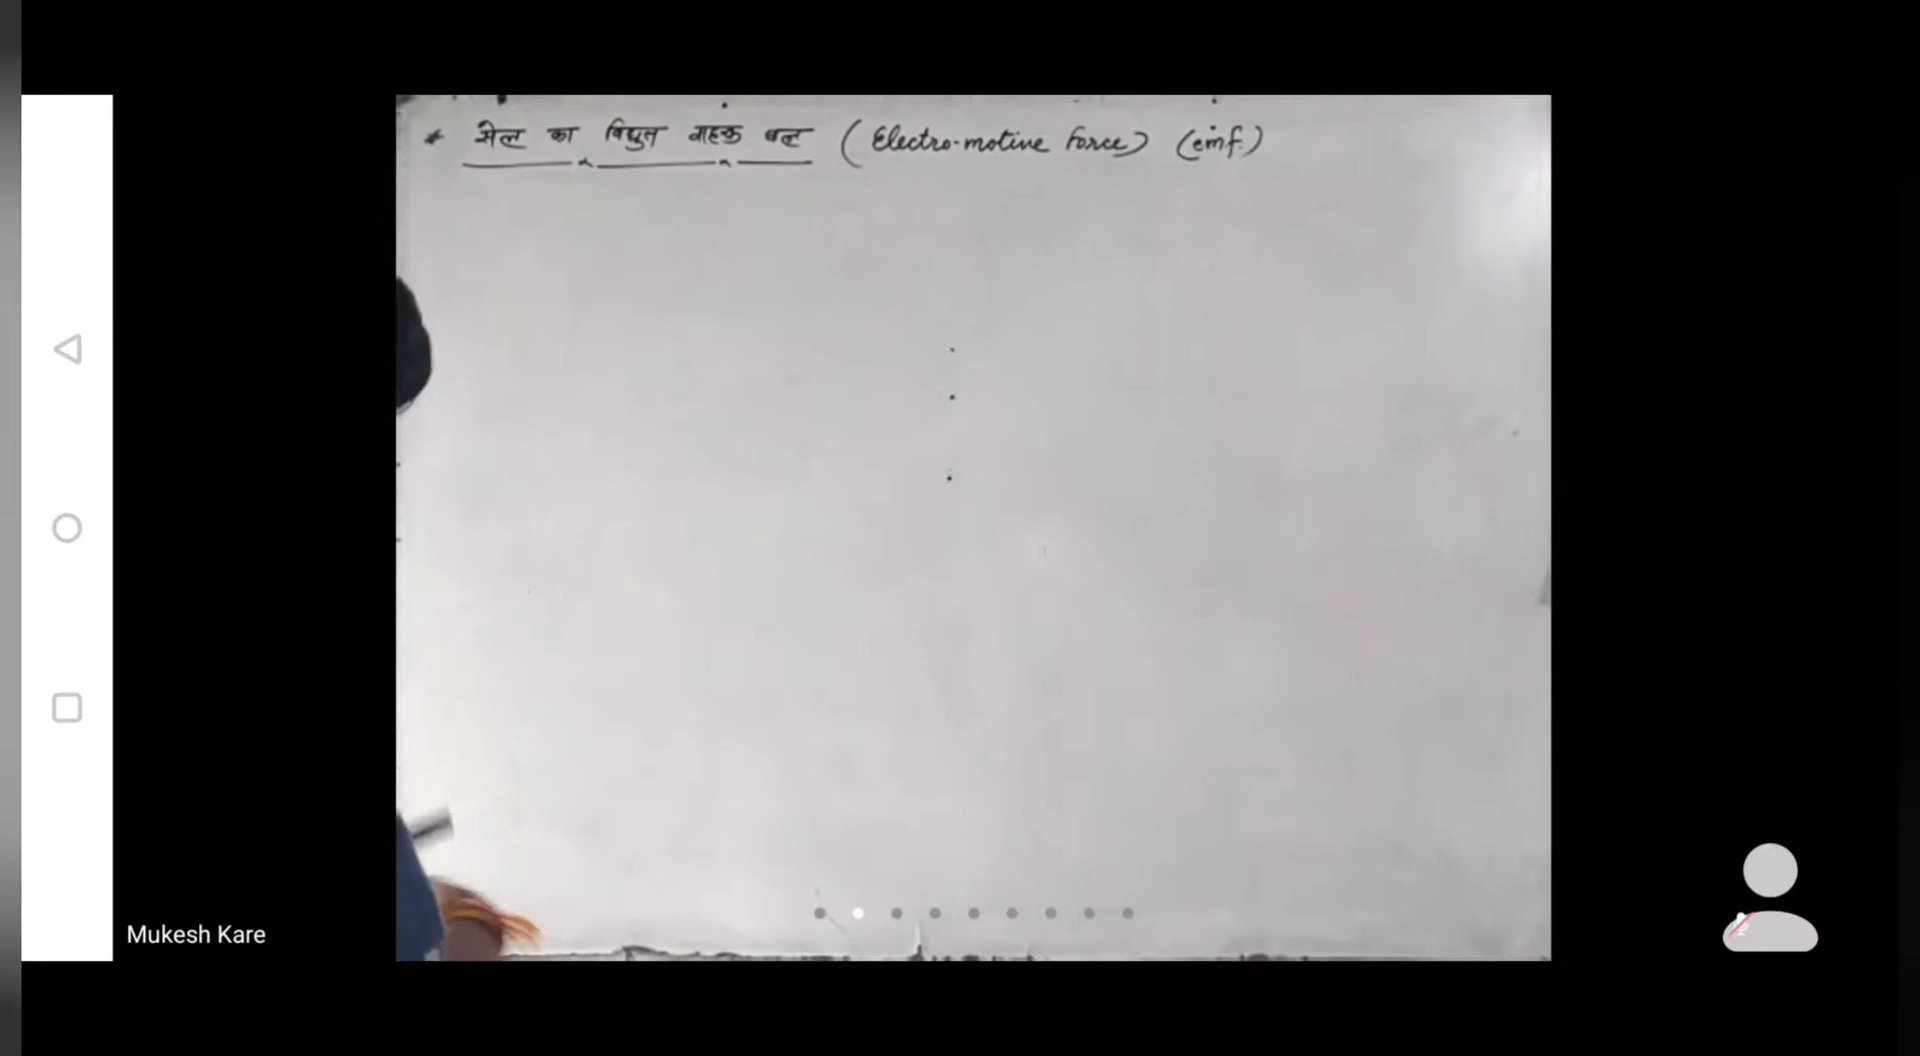 * सेल का विद्युत वाहक बल (Electro-motive Force) (emf.)
Mukesh Kare